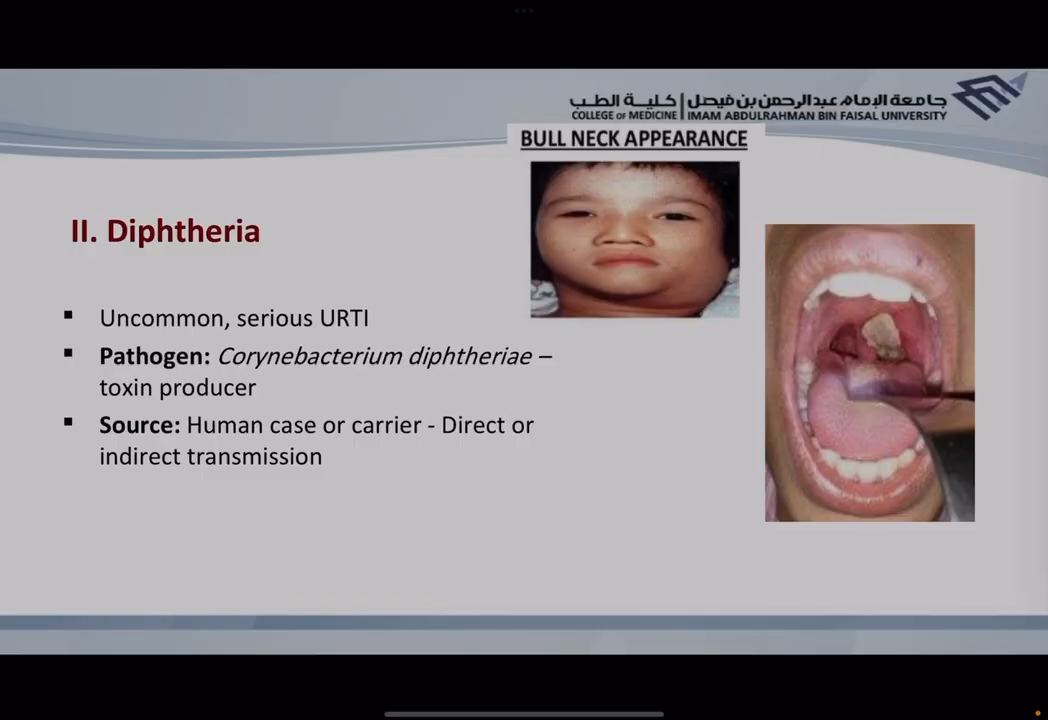 جامعة الإمام عبدالرحمن بن فيصل | كلية الطب
COLLEGE OF MEDICINE | IMAM ABDULRAHMAN BIN FAISAL UNIVERSITY
BULL NECK APPEARANCE
II. Diphtheria
▪ Uncommon, serious URTI
▪ Pathogen: Corynebacterium diphtheriae –
toxin producer
▪ Source: Human case or carrier - Direct or
indirect transmission